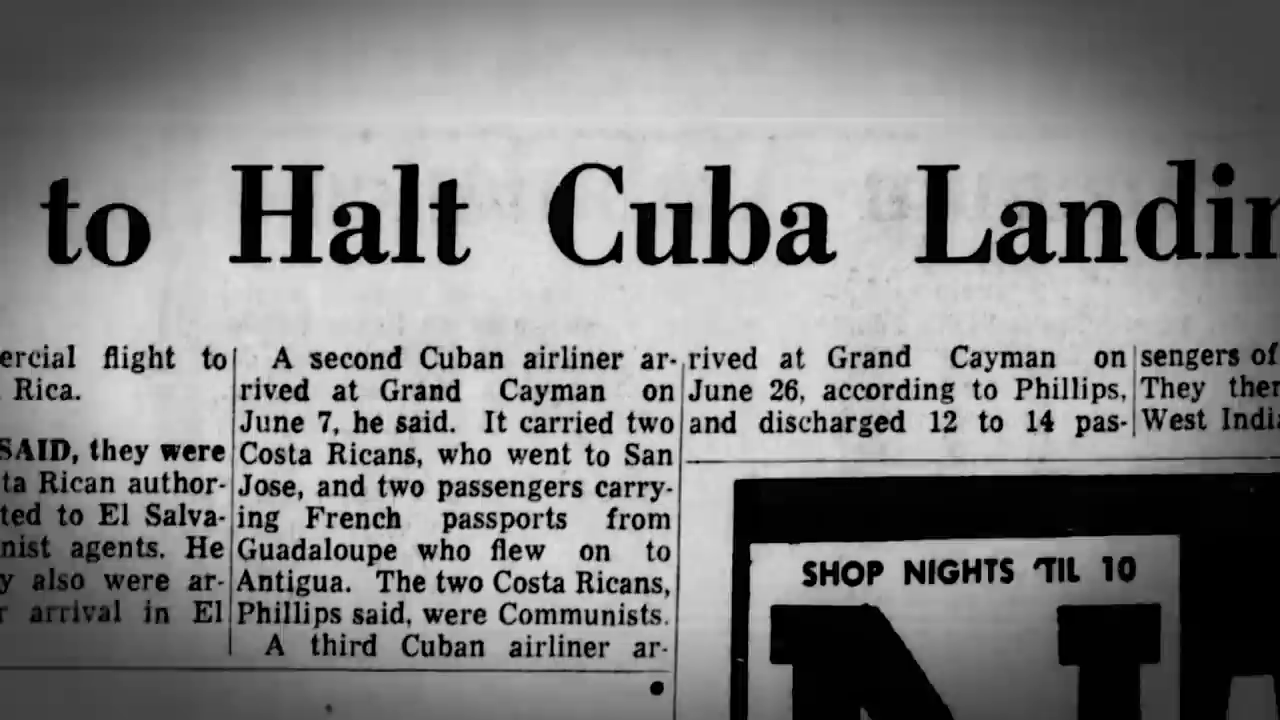 to Halt Cuba Landin
ercial flight to
Rica.
SAID, they were
ta Rican author-
ted to El Salva-
nist agents. He
y also were ar-
r arrival in El
A second Cuban airliner ar-
rived at Grand Cayman on
June 7, he said. It carried two
Costa Ricans, who went to San
Jose, and two passengers carry-
ing French passports from
Guadaloupe who flew on to
Antigua. The two Costa Ricans,
Phillips said, were Communists.
A third Cuban airliner ar-
rived at Grand Cayman on
June 26, according to Phillips,
and discharged 12 to 14 pas-
sengers of
They then
West Indi
SHOP NIGHTS 'TIL 10
N